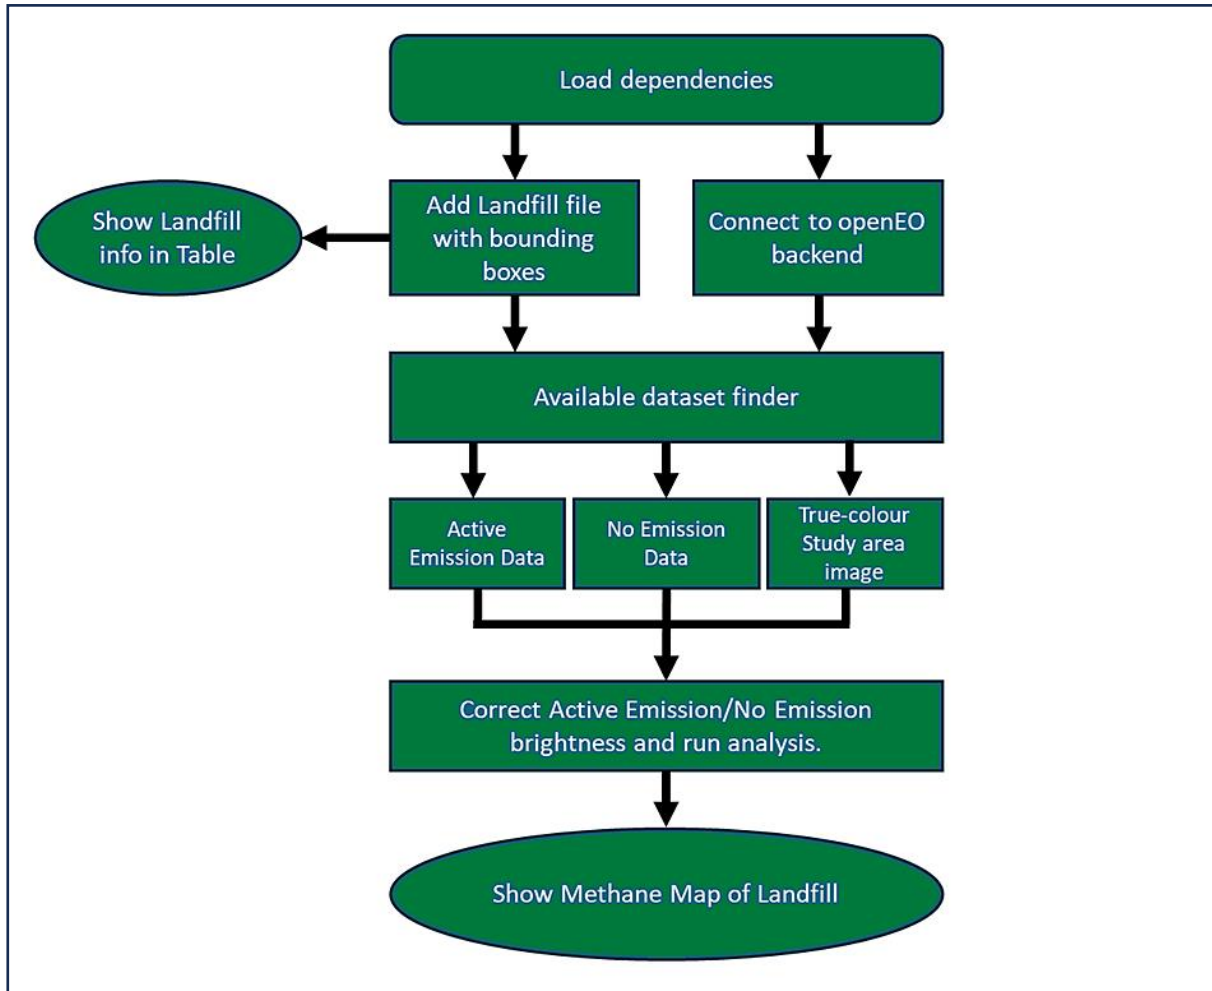 Load dependencies
Show Landfill
info in Table
Add Landfill file
with bounding
boxes
Connect to openEO
backend
Available dataset finder
Active
Emission Data
No Emission
Data
True-colour
Study area
image
Correct Active Emission/No Emission
brightness and run analysis.
Show Methane Map of Landfill